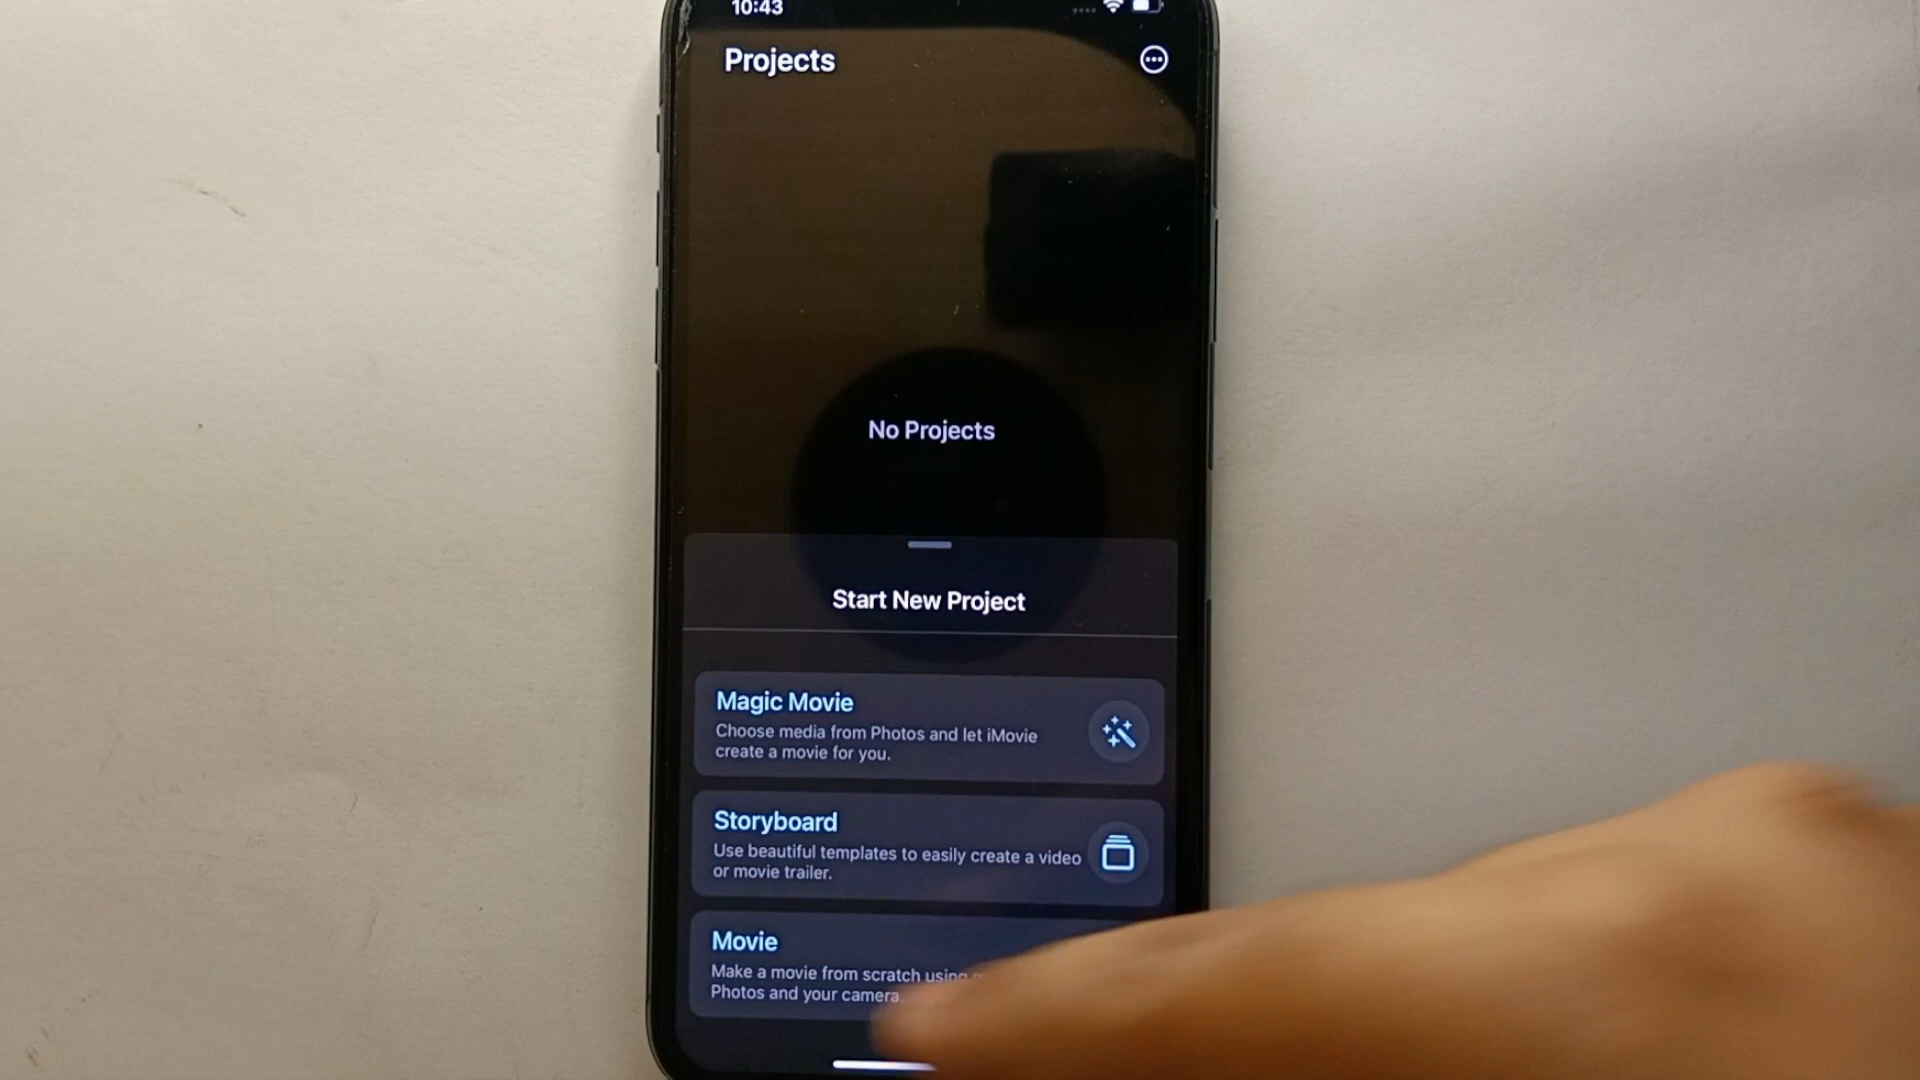 10:43
Projects
No Projects
Start New Project
Magic Movie
Choose media from Photos and let iMovie
create a movie for you.
Storyboard
Use beautiful templates to easily create a video
or movie trailer.
Movie
Make a movie from scratch using
Photos and your camera.